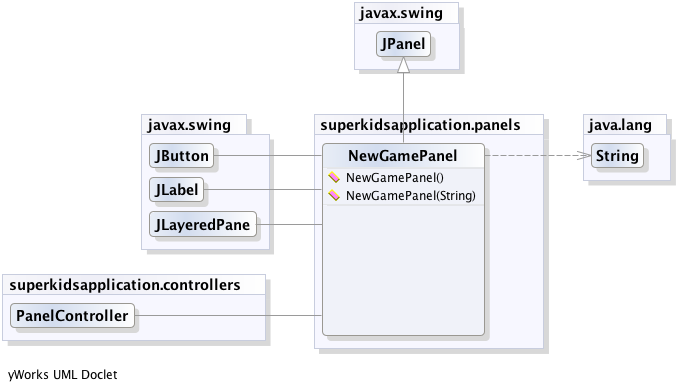 javax.swing
JPanel
javax.swing
JButton
JLabel
JLayeredPane
superkidsapplication.panels
NewGamePanel
NewGamePanel()
NewGamePanel(String)
java.lang
String
superkidsapplication.controllers
PanelController
yWorks UML Doclet